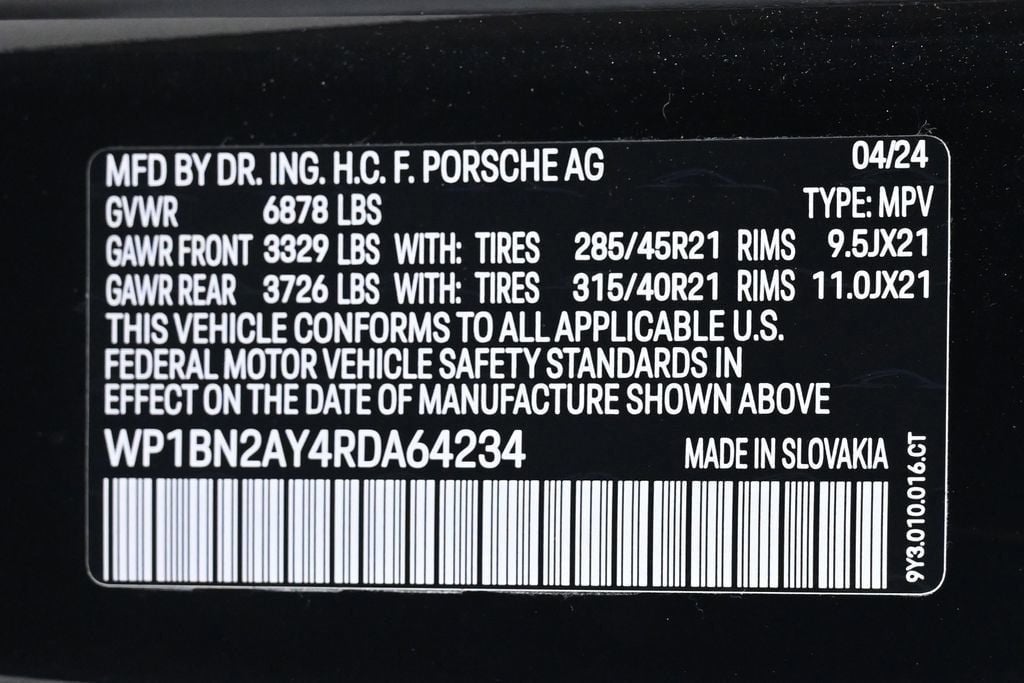 MFD BY DR. ING. H.C. F. PORSCHE AG 04/24
GVWR 6878 LBS TYPE: MPV
GAWR FRONT 3329 LBS WITH: TIRES 285/45R21 RIMS 9.5JX21
GAWR REAR 3726 LBS WITH: TIRES 315/40R21 RIMS 11.0JX21
THIS VEHICLE CONFORMS TO ALL APPLICABLE U.S.
FEDERAL MOTOR VEHICLE SAFETY STANDARDS IN
EFFECT ON THE DATE OF MANUFACTURE SHOWN ABOVE
WP1BN2AY4RDA64234 MADE IN SLOVAKIA
9Y3.010.016.CT